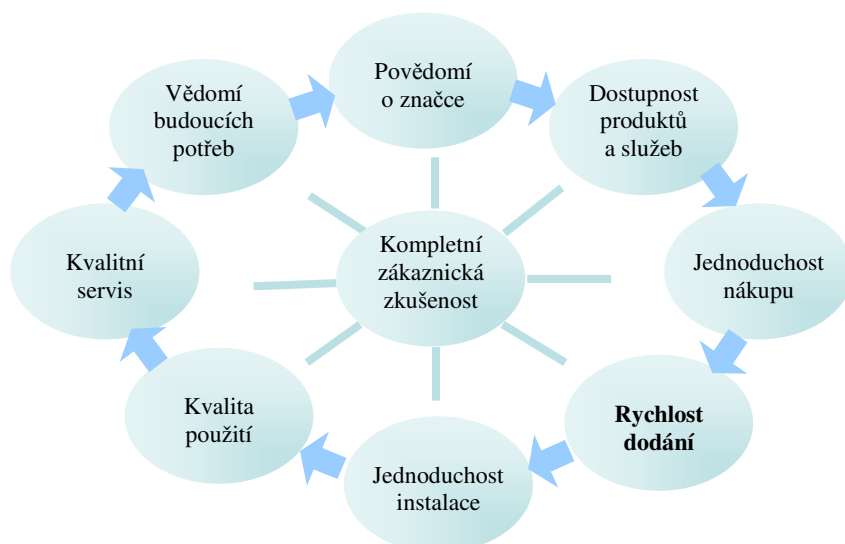 Povědomí
o značce
Dostupnost
produktů
a služeb
Jednoduchost
nákupu
Rychlost
dodání
Jednoduchost
instalace
Kvalita
použití
Kvalitní
servis
Vědomí
budoucích
potřeb
Kompletní
zákaznická
zkušenost